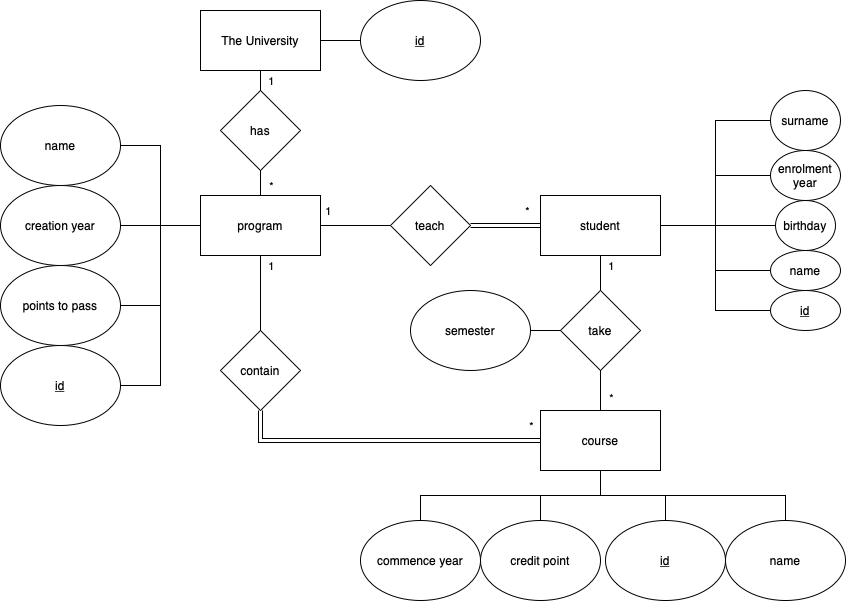 The University
id
1
has
*
name
creation year
points to pass
id
program
1
teach
*
student
surname
enrolment
year
birthday
name
id
1
1
semester
take
contain
*
*
course
commence year
credit point
id
name